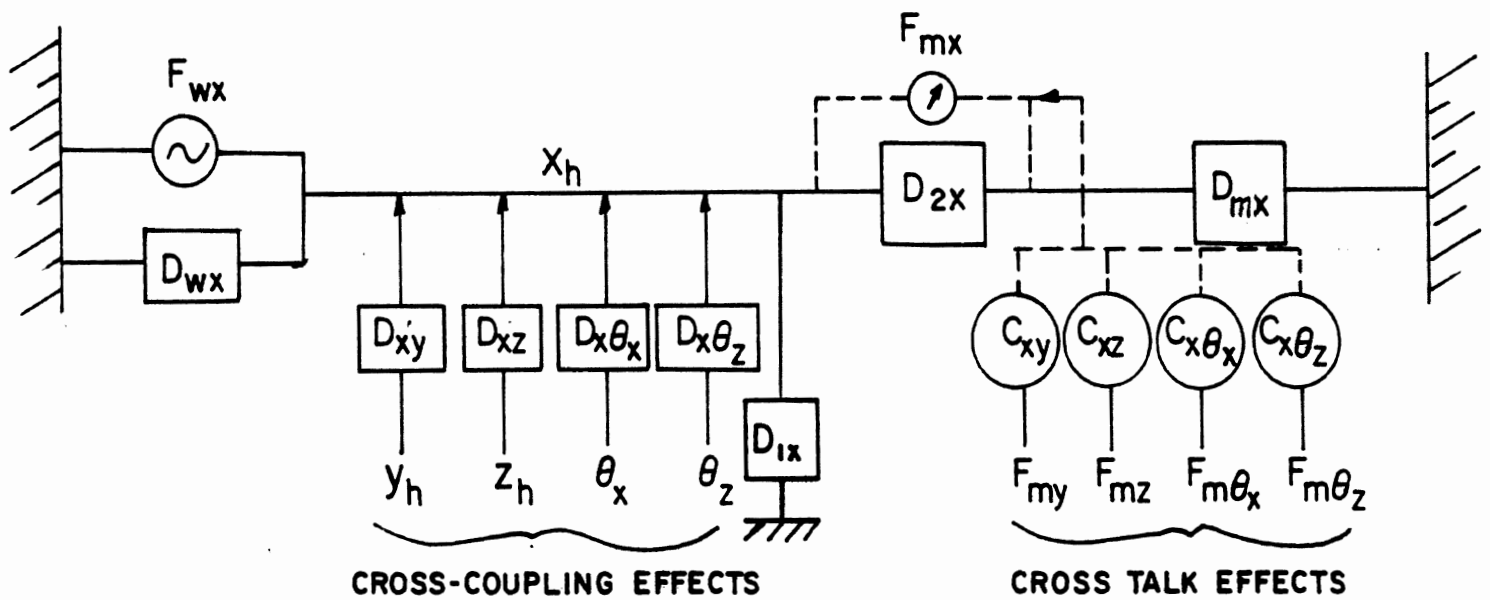 F_mx
F_wx
X_h
D_2x
D_mx
D_wx
D_xy D_xz D_xθ_x D_xθ_z
C_xy C_xz C_xθ_x C_xθ_z
D_1x
y_h z_h θ_x θ_z
F_my F_mz F_mθ_x F_mθ_z
CROSS-COUPLING EFFECTS
CROSS TALK EFFECTS